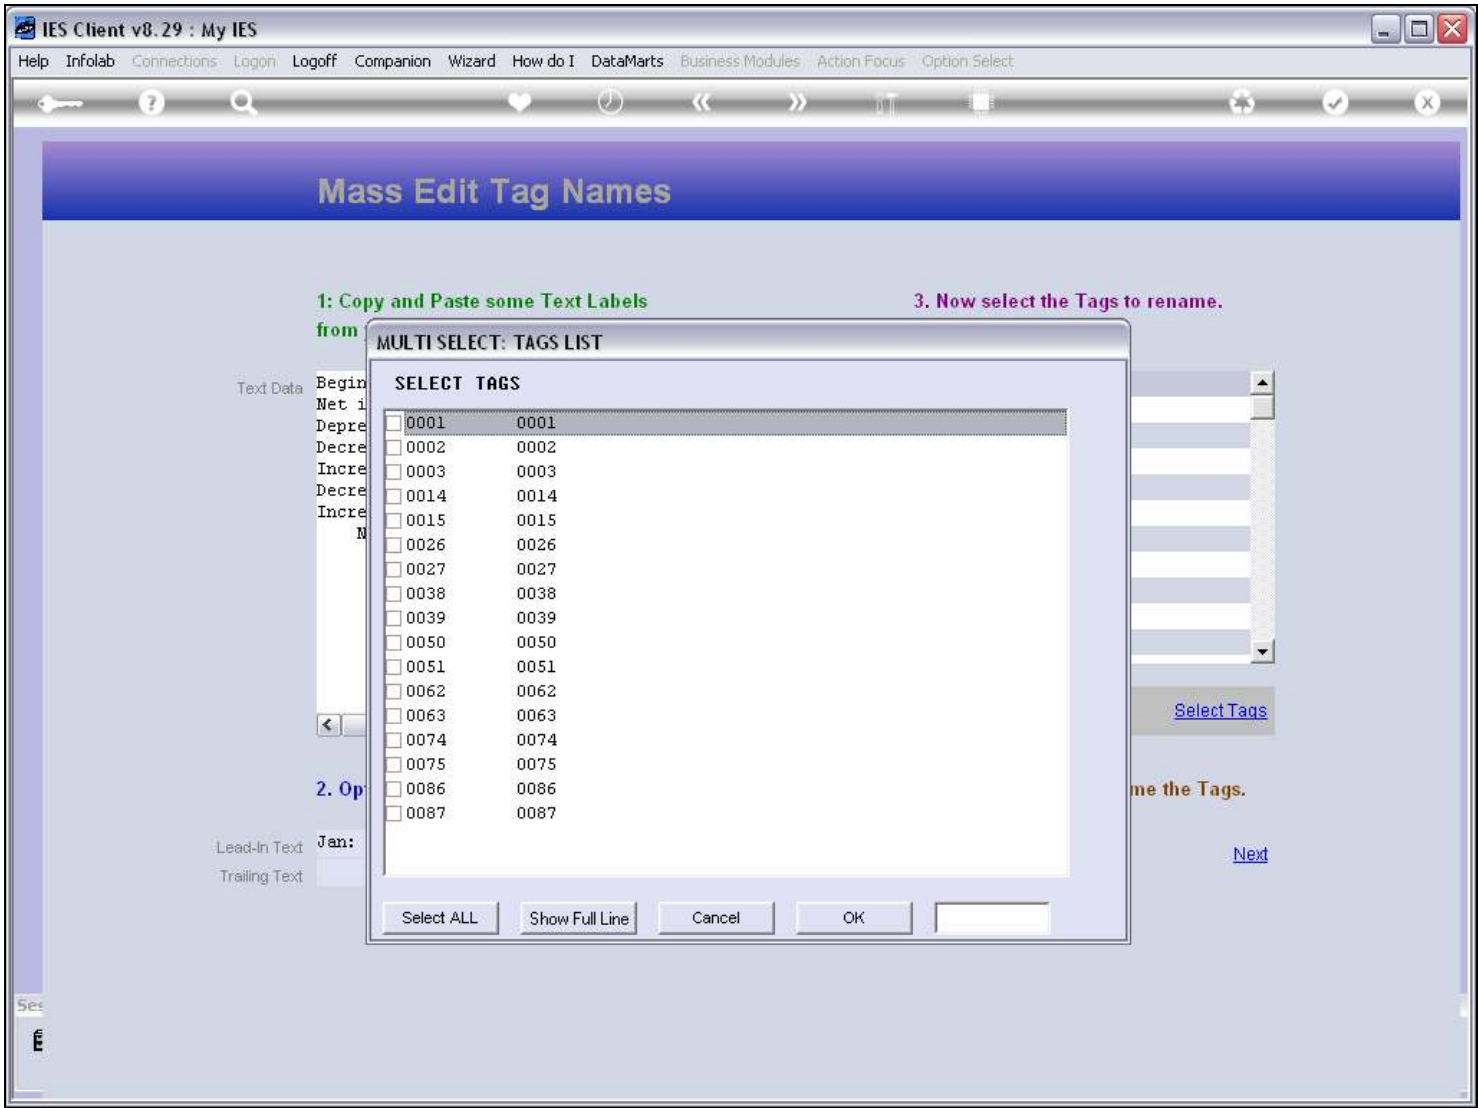 IES Client v8.29 : My IES
Help Infolab Connections Logon Logoff Companion Wizard How do I DataMarts Business Modules Action Focus Option Select
Mass Edit Tag Names
1: Copy and Paste some Text Labels
from
3. Now select the Tags to rename.
MULTI SELECT: TAGS LIST
SELECT TAGS
Text Data
Begin
Net i
Depre
Decre
Incre
Decre
Incre
N
0001 0001
0002 0002
0003 0003
0014 0014
0015 0015
0026 0026
0027 0027
0038 0038
0039 0039
0050 0050
0051 0051
0062 0062
0063 0063
0074 0074
0075 0075
0086 0086
0087 0087
Select Tags
2. Op
me the Tags.
Lead-In Text Jan:
Trailing Text
Next
Select ALL Show Full Line Cancel OK
Ses